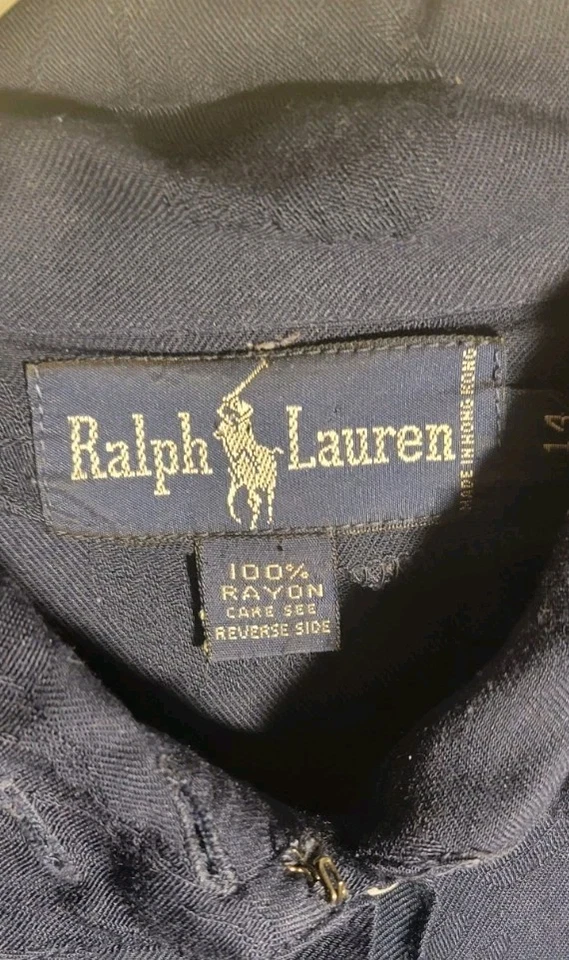 Ralph Lauren
MADE IN HONG KONG
14
100%
RAYON
CARE SEE
REVERSE SIDE